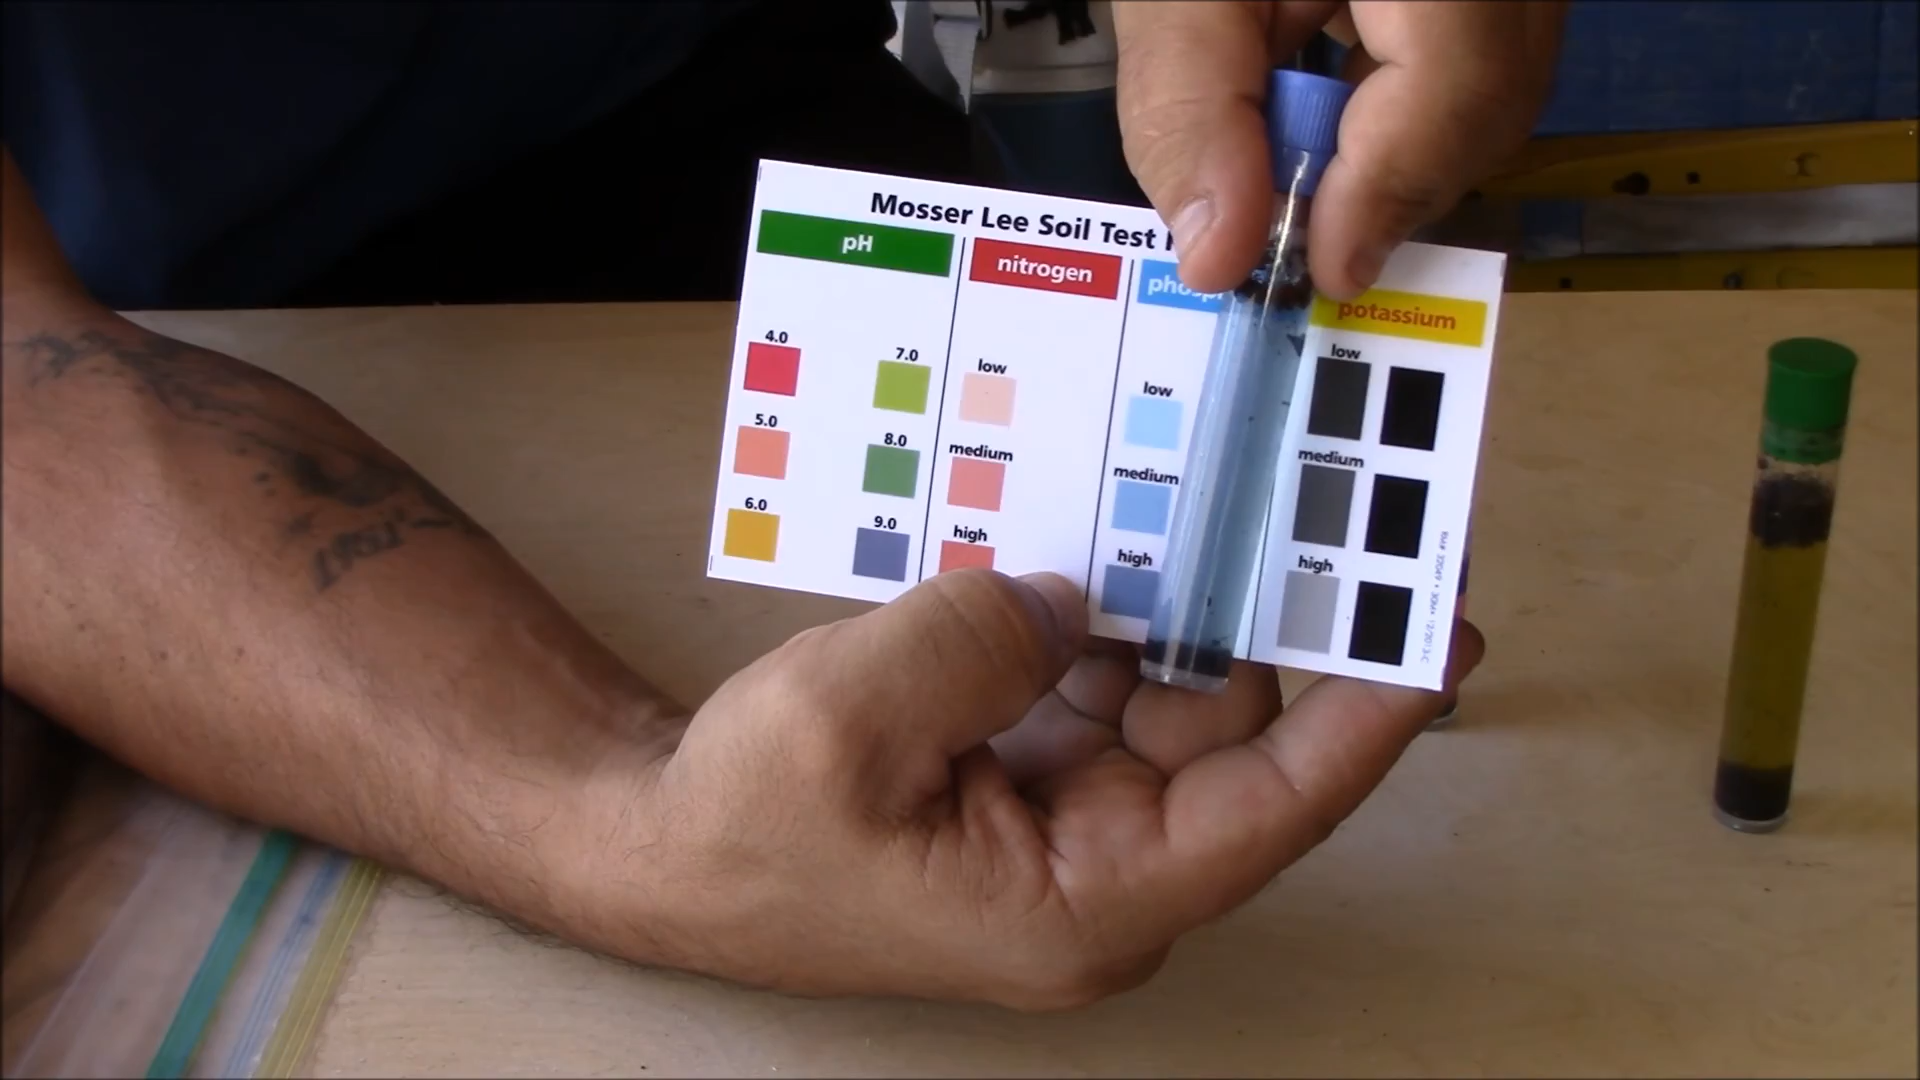 Mosser Lee Soil Test
pH
nitrogen
phosp
potassium
4.0
5.0
6.0
7.0
8.0
9.0
low
medium
high
low
medium
high
low
medium
high